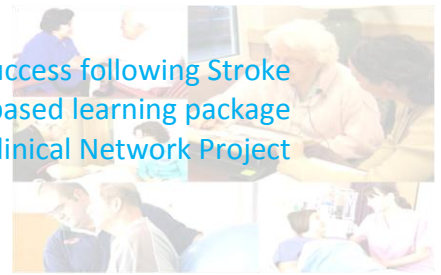 uccess following Stroke
based learning package
linical Network Project